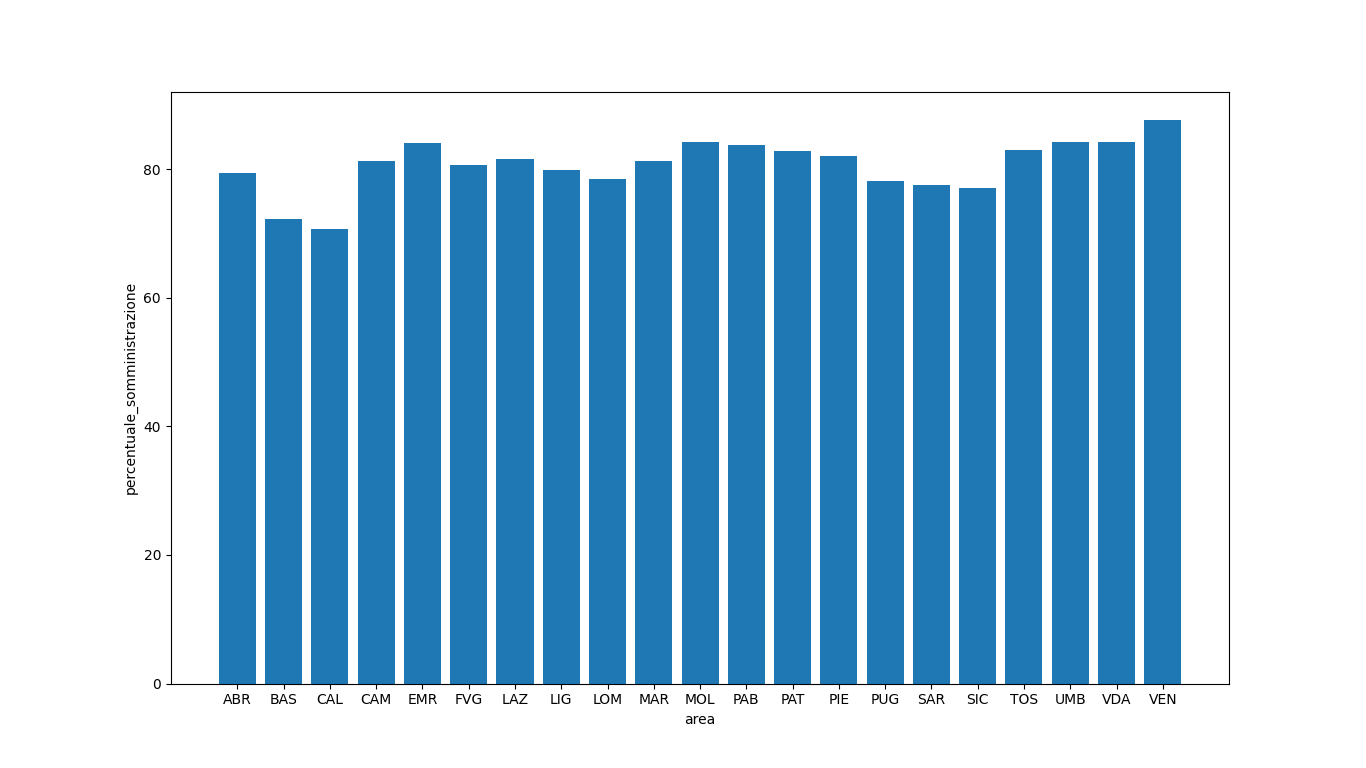 percentuale_somministrazione
80
60
40
20
0
ABR BAS CAL CAM EMR FVG LAZ LIG LOM MAR MOL PAB PAT PIE PUG SAR SIC TOS UMB VDA VEN
area